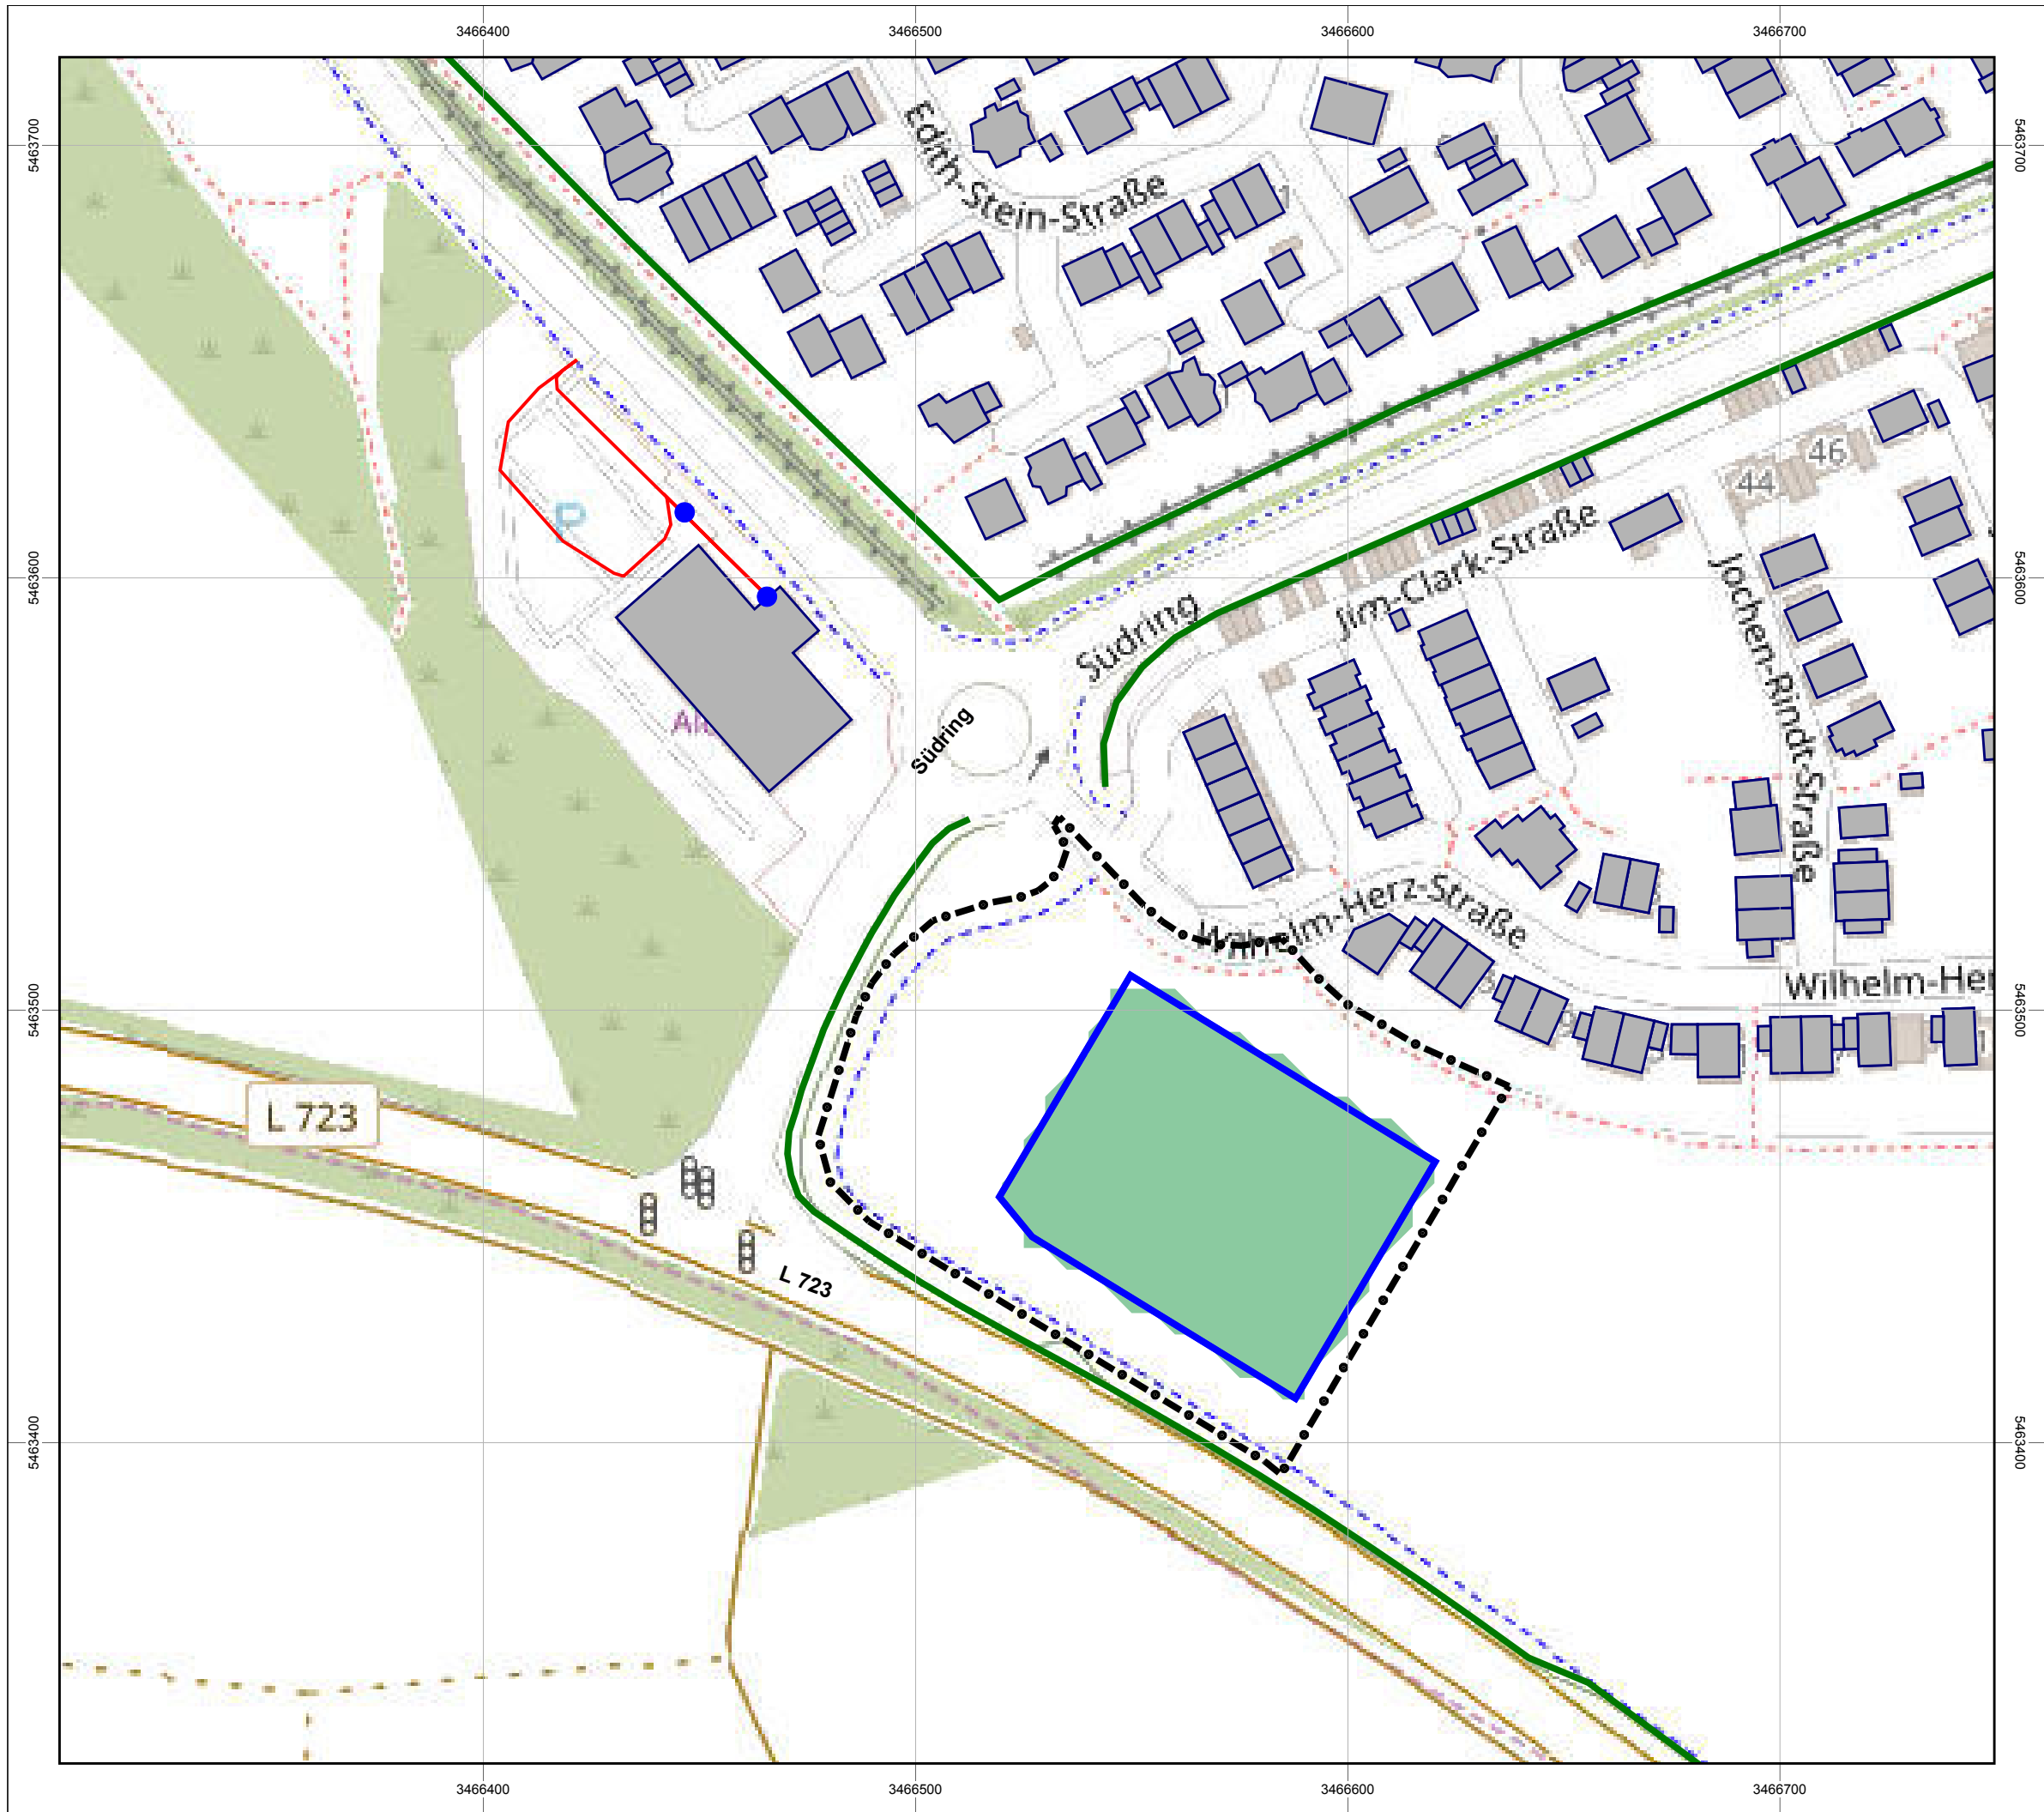 3466400 3466500 3466600 3466700
5463700 5463700
Edith-Stein-Straße
46
44
P
5463600 5463600
Jim-Clark-Straße
Südring
Jochen-Rindt-Straße
Südring
Wilhelm-Herz-Straße
Wilhelm-Her
5463500 5463500
L 723
L 723
5463400 5463400
3466400 3466500 3466600 3466700